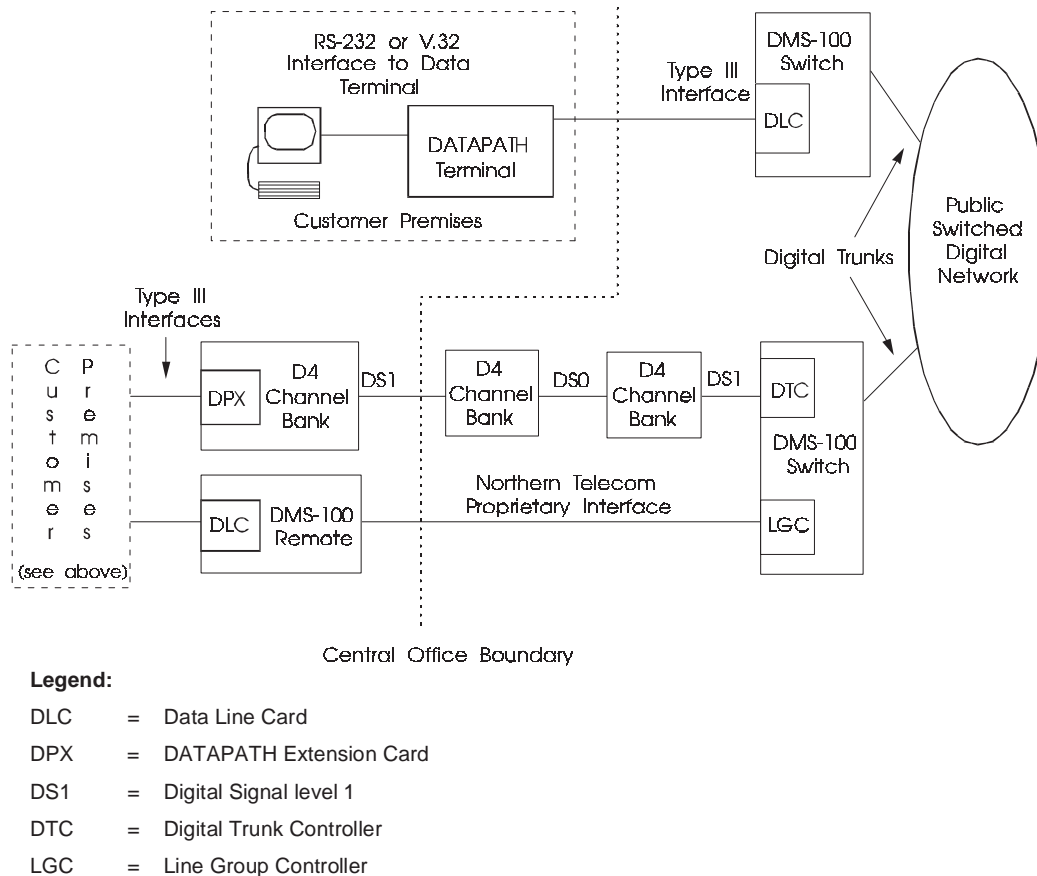 RS-232 or V.32
Interface to Data
Terminal
DATAPATH
Terminal
Customer Premises
Type III
Interface
DMS-100
Switch
DLC
Digital Trunks
Public
Switched
Digital
Network
Type III
Interfaces
Customer
Premises
(see above)
DPX
D4
Channel
Bank
DS1
D4
Channel
Bank
DS0
D4
Channel
Bank
DS1
DTC
DMS-100
Switch
LGC
DLC
DMS-100
Remote
Northern Telecom
Proprietary Interface
Central Office Boundary
Legend:
DLC = Data Line Card
DPX = DATAPATH Extension Card
DS1 = Digital Signal level 1
DTC = Digital Trunk Controller
LGC = Line Group Controller